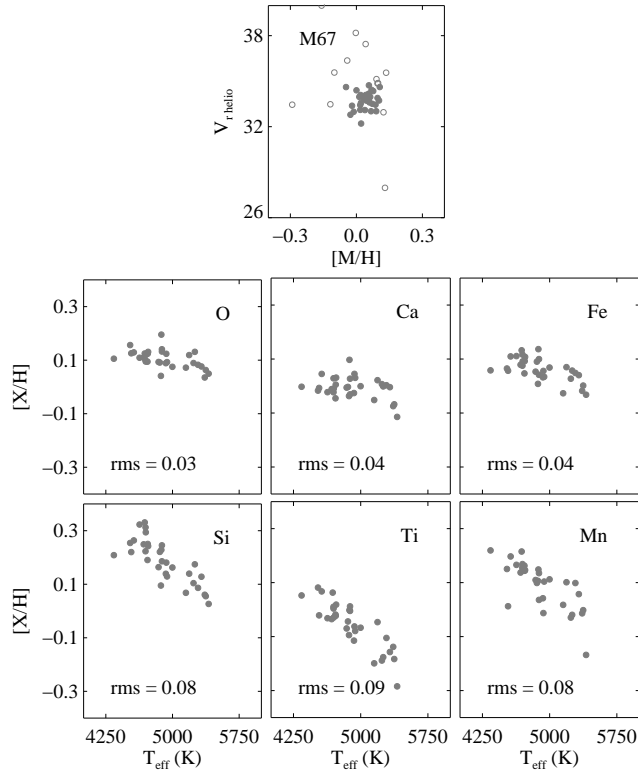 M67
38
32
26
V_r helio
−0.3 0.0 0.3
[M/H]
O
Ca
Fe
0.3
0.1
−0.1
−0.4
[X/H]
rms = 0.03
rms = 0.04
rms = 0.04
Si
Ti
Mn
0.3
0.1
−0.1
−0.4
[X/H]
rms = 0.08
rms = 0.09
rms = 0.08
4250 5000 5750
4250 5000 5750
4250 5000 5750
T_eff (K)
T_eff (K)
T_eff (K)